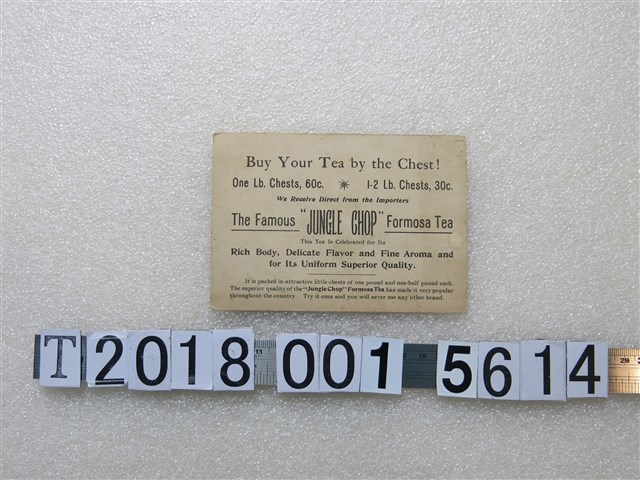 Buy Your Tea by the Chest!
One Lb. Chests, 60c. ✷ 1-2 Lb. Chests, 30c.
We Receive Direct from the Importers
The Famous "JUNGLE CHOP" Formosa Tea
This Tea Is Celebrated for Its
Rich Body, Delicate Flavor and Fine Aroma and
for Its Uniform Superior Quality.
It is packed in attractive little chests of one pound and one-half pound each.
The superior quality of the "Jungle Chop" Formosa Tea has made it very popular
throughout the country. Try it once and you will never use any other brand.
T2018 001 5614
29